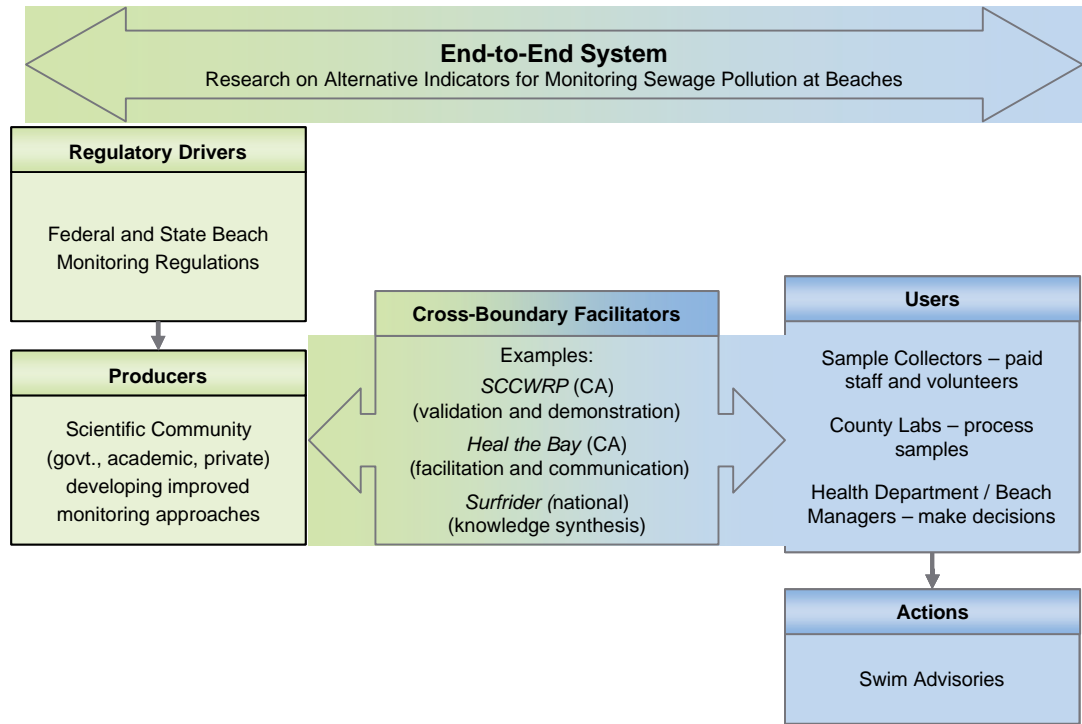 End-to-End System
Research on Alternative Indicators for Monitoring Sewage Pollution at Beaches
Regulatory Drivers
Federal and State Beach
Monitoring Regulations
Producers
Scientific Community
(govt., academic, private)
developing improved
monitoring approaches
Cross-Boundary Facilitators
Examples:
SCCWRP (CA)
(validation and demonstration)
Heal the Bay (CA)
(facilitation and communication)
Surfrider (national)
(knowledge synthesis)
Users
Sample Collectors – paid
staff and volunteers
County Labs – process
samples
Health Department / Beach
Managers – make decisions
Actions
Swim Advisories